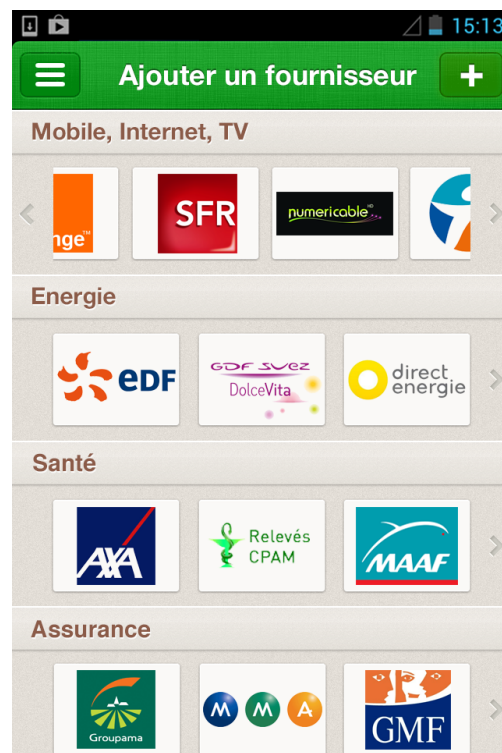 15:13
Ajouter un fournisseur
Mobile, Internet, TV
nge™
SFR
numericable
Energie
eDF
GDF SUEZ
DolceVita
direct
energie
Santé
AXA
Relevés
CPAM
MAAF
Assurance
Groupama
M M A
GMF